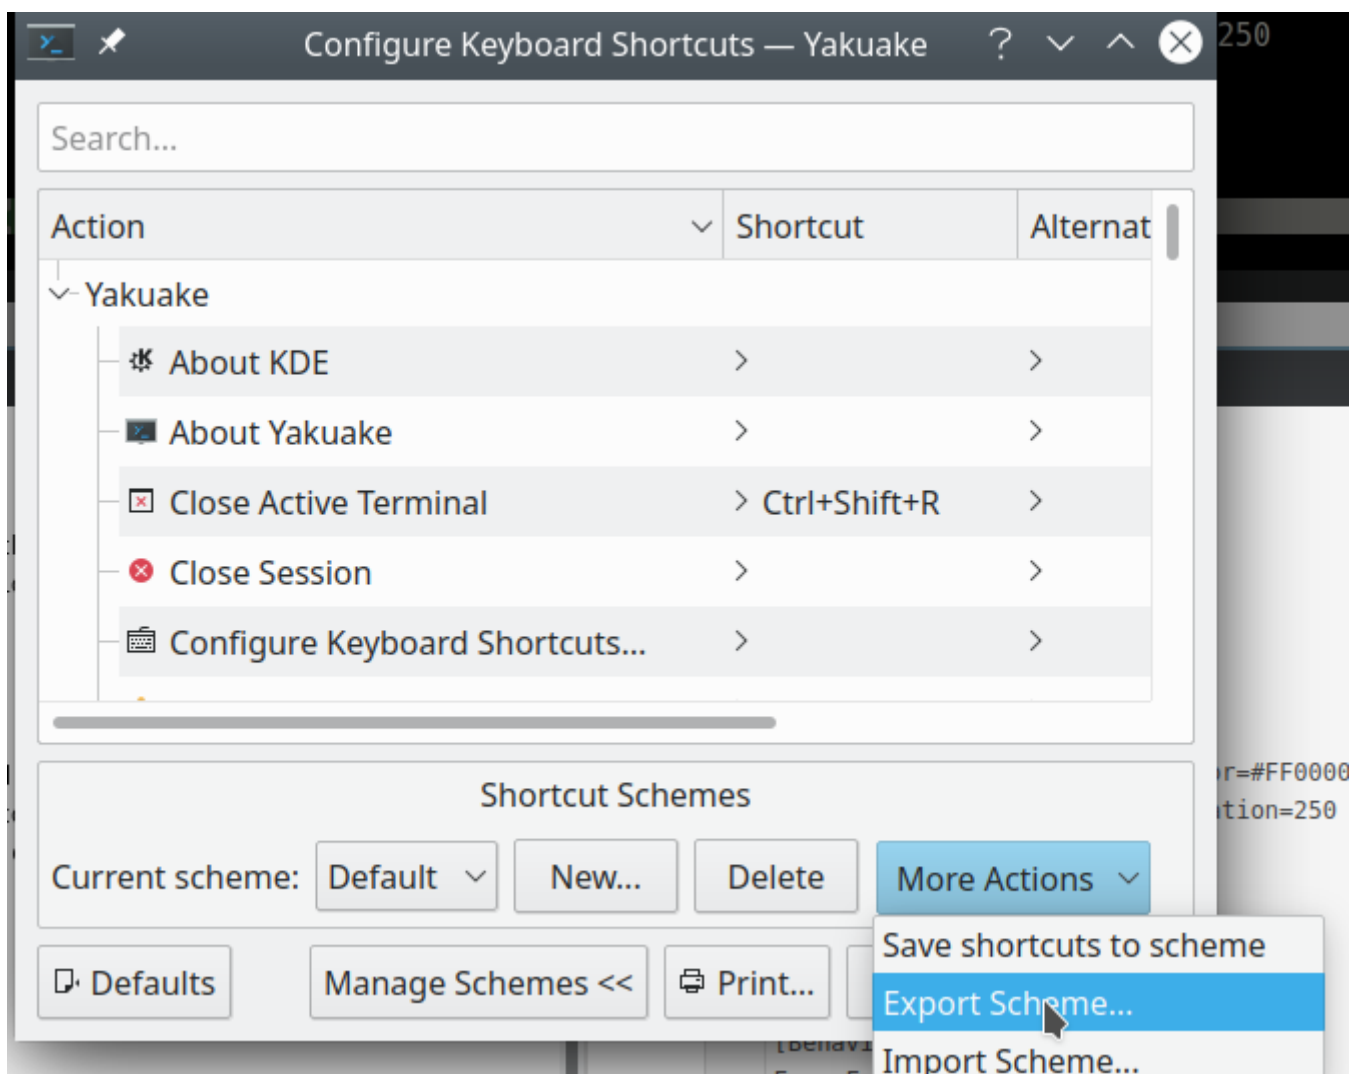 Configure Keyboard Shortcuts — Yakuake
250
Search...
Action Shortcut Alternat
Yakuake
About KDE
About Yakuake
Close Active Terminal Ctrl+Shift+R
Close Session
Configure Keyboard Shortcuts...
r=#FF0000
tion=250
Shortcut Schemes
Current scheme: Default New... Delete More Actions
Save shortcuts to scheme
Defaults Manage Schemes << Print...
Export Scheme...
[Behavi
Import Scheme...